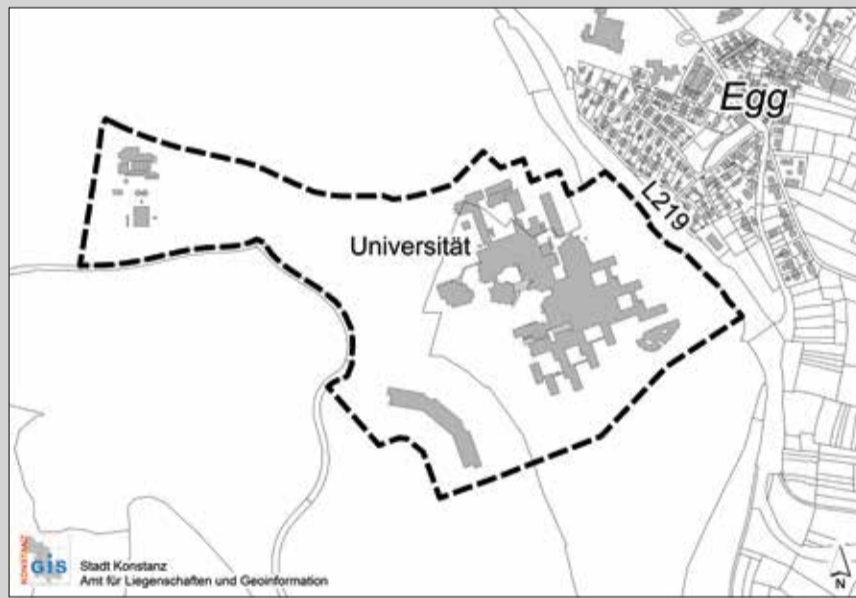 Egg
L219
Universität
KONSTANZ
GIS
Stadt Konstanz
Amt für Liegenschaften und Geoinformation
N